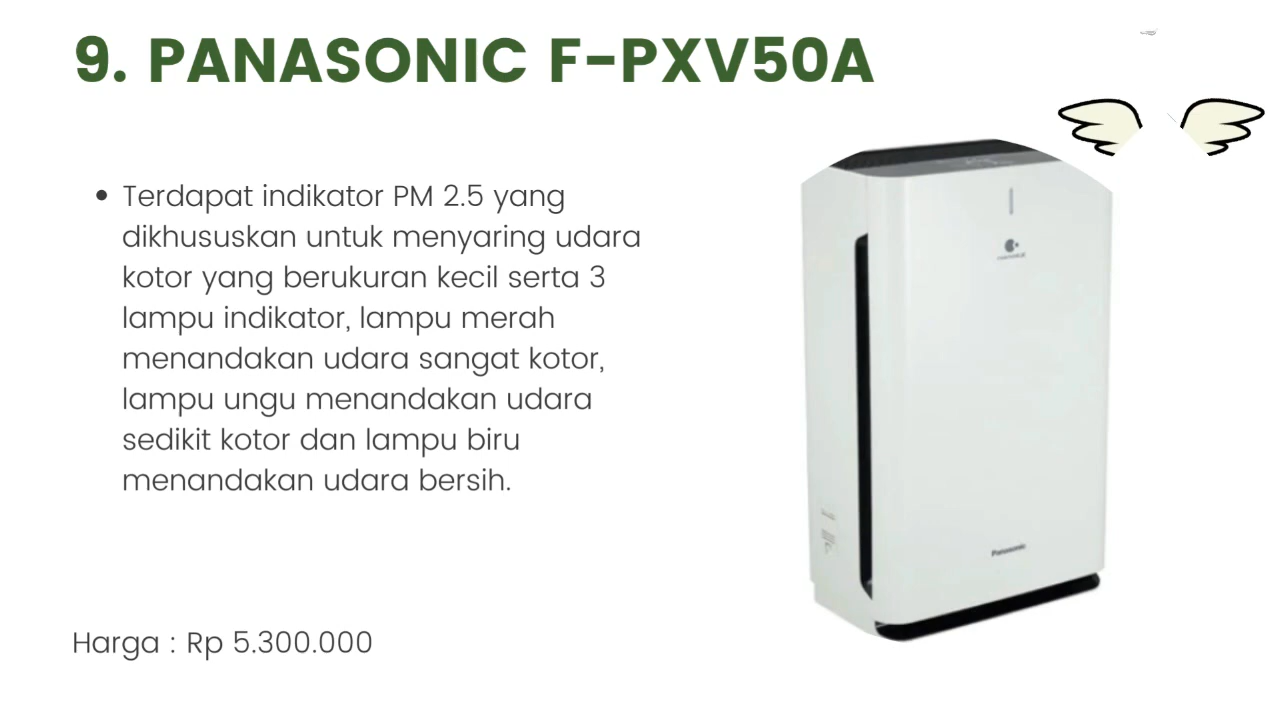 9. PANASONIC F-PXV50A
• Terdapat indikator PM 2.5 yang
dikhususkan untuk menyaring udara
kotor yang berukuran kecil serta 3
lampu indikator, lampu merah
menandakan udara sangat kotor,
lampu ungu menandakan udara
sedikit kotor dan lampu biru
menandakan udara bersih.
Panasonic
Harga : Rp 5.300.000